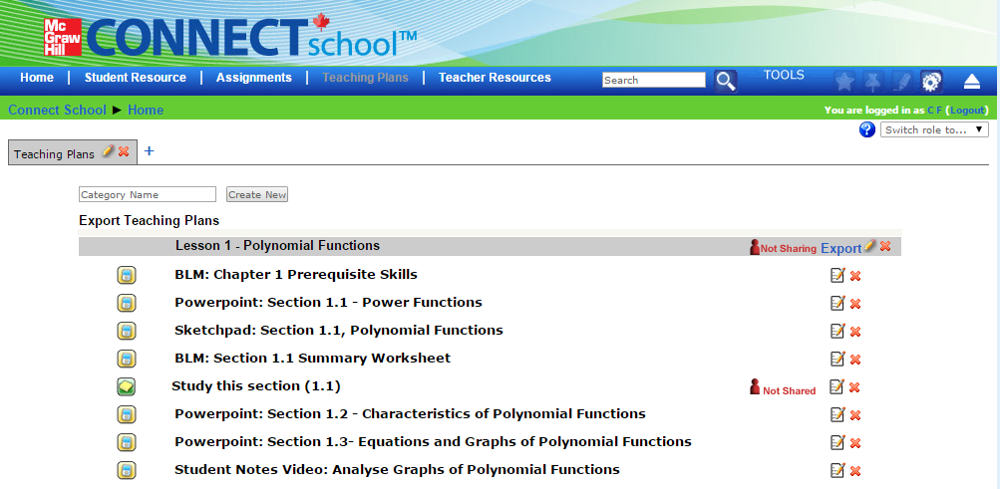 Mc Graw Hill CONNECT school™
Home | Student Resource | Assignments | Teaching Plans | Teacher Resources Search TOOLS
Connect School ► Home You are logged in as C F (Logout)
? Switch role to... ▼
Teaching Plans +
Category Name Create New
Export Teaching Plans
Lesson 1 - Polynomial Functions Not Sharing Export
BLM: Chapter 1 Prerequisite Skills
Powerpoint: Section 1.1 - Power Functions
Sketchpad: Section 1.1, Polynomial Functions
BLM: Section 1.1 Summary Worksheet
Study this section (1.1) Not Shared
Powerpoint: Section 1.2 - Characteristics of Polynomial Functions
Powerpoint: Section 1.3- Equations and Graphs of Polynomial Functions
Student Notes Video: Analyse Graphs of Polynomial Functions